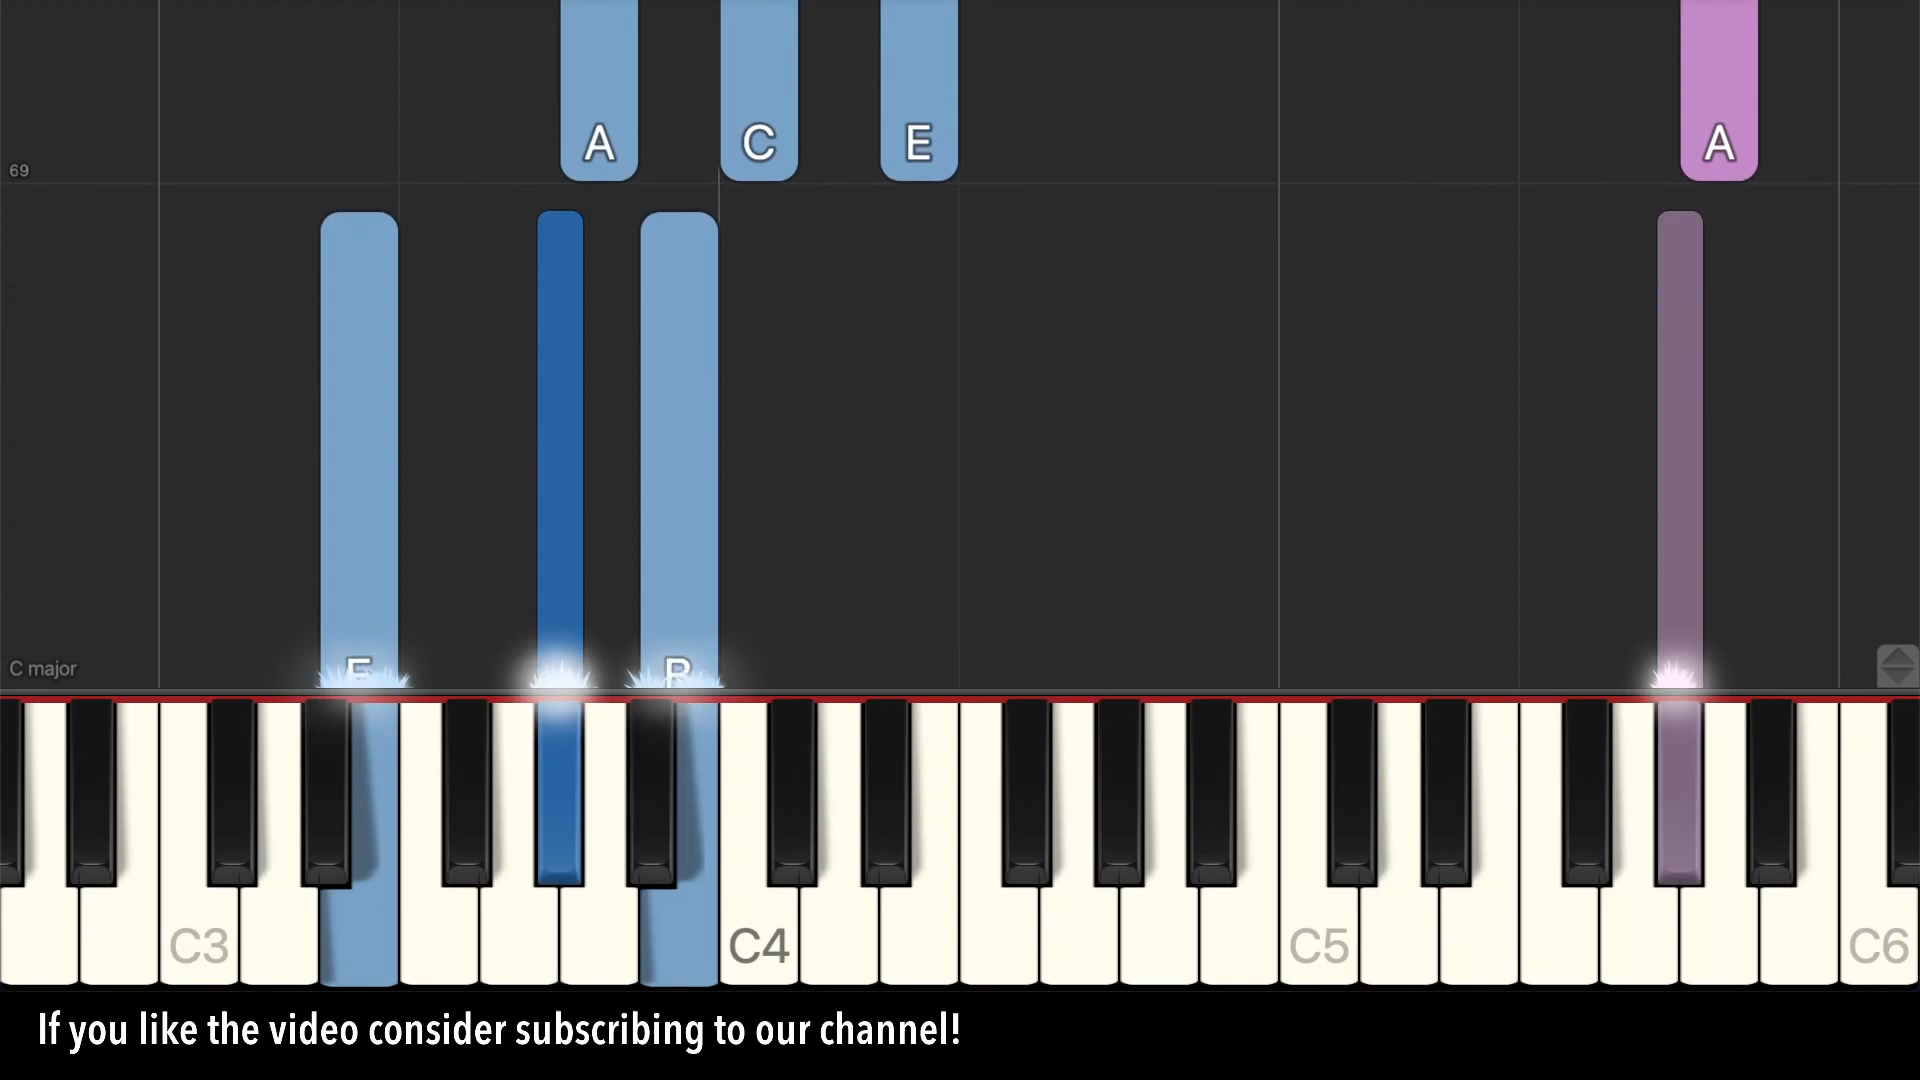 A C E A
69
E B
C major
C3 C4 C5 C6
If you like the video consider subscribing to our channel!